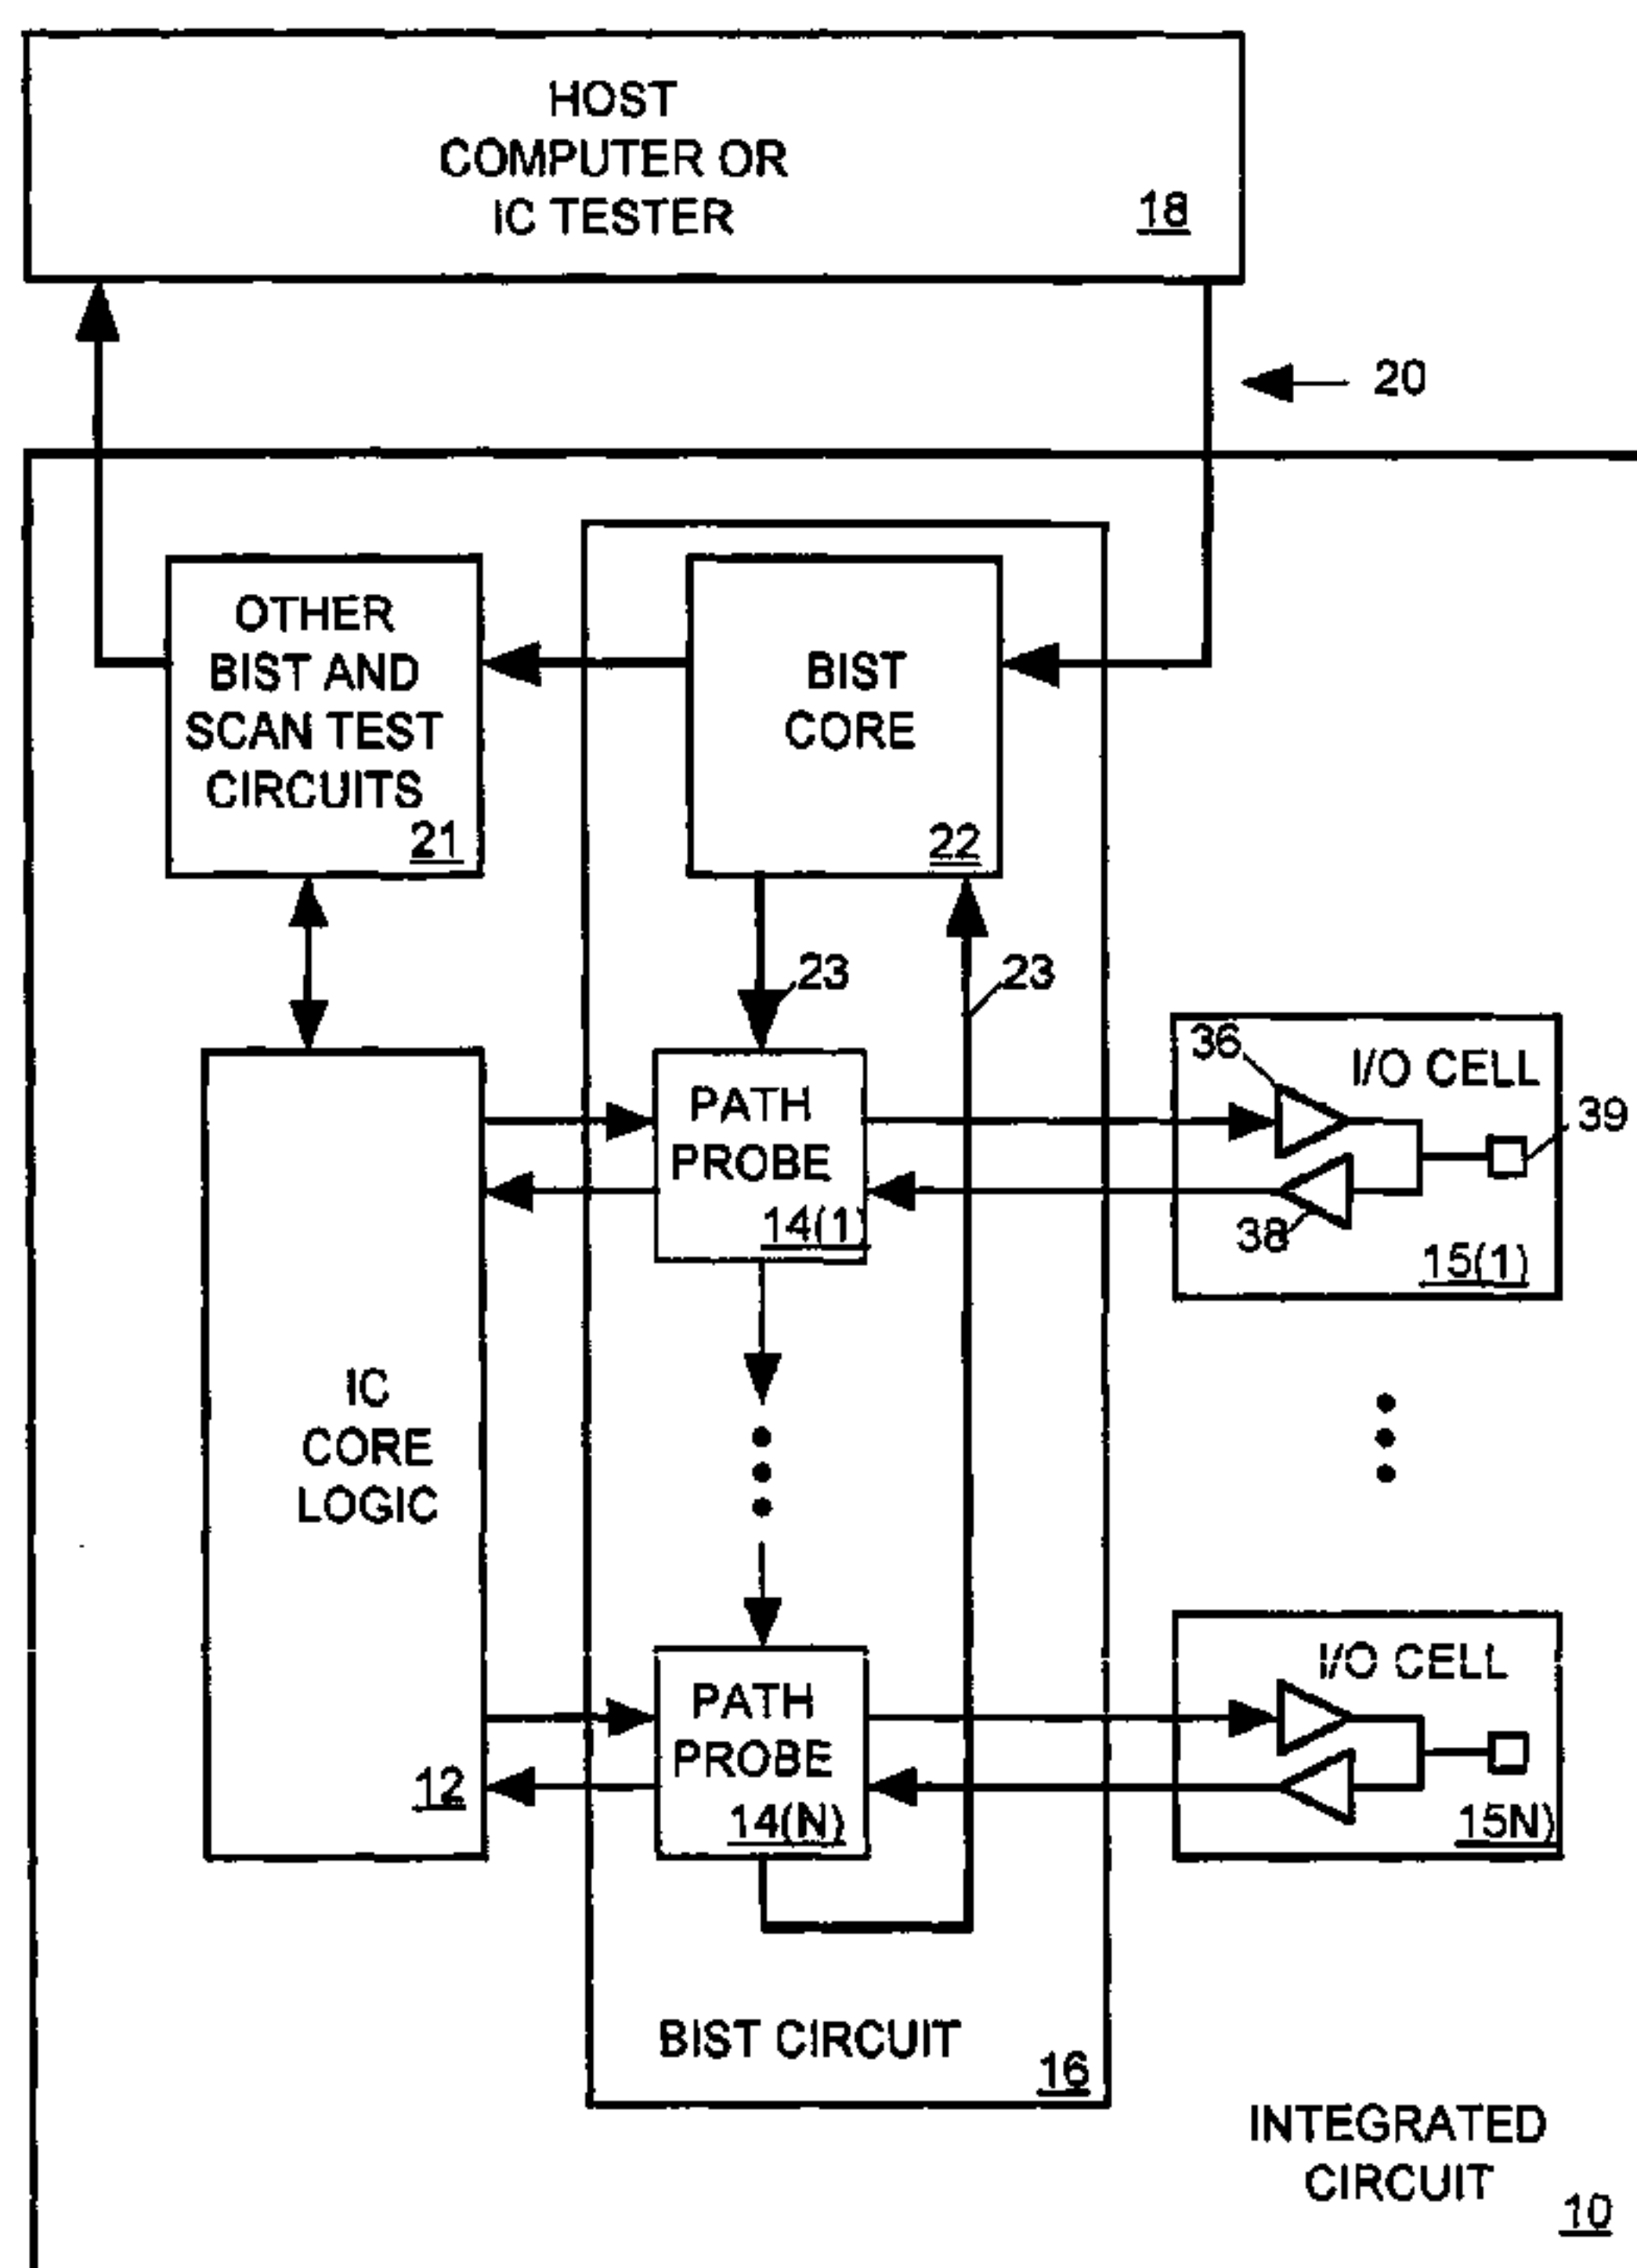 HOST
COMPUTER OR
IC TESTER
18
20
OTHER
BIST AND
SCAN TEST
CIRCUITS
21
BIST
CORE
22
23
23
36
I/O CELL
39
PATH
PROBE
14(1)
38
15(1)
IC
CORE
LOGIC
12
PATH
PROBE
14(N)
I/O CELL
15N)
BIST CIRCUIT
16
INTEGRATED
CIRCUIT
10